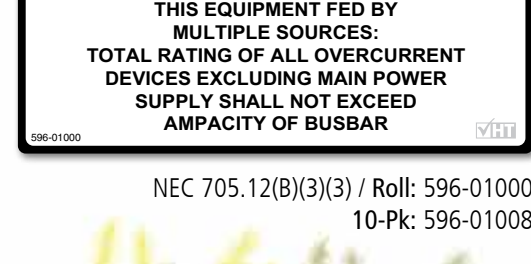 THIS EQUIPMENT FED BY
MULTIPLE SOURCES:
TOTAL RATING OF ALL OVERCURRENT
DEVICES EXCLUDING MAIN POWER
SUPPLY SHALL NOT EXCEED
AMPACITY OF BUSBAR
596-01000
VHT
NEC 705.12(B)(3)(3) / Roll: 596-01000
10-Pk: 596-01008